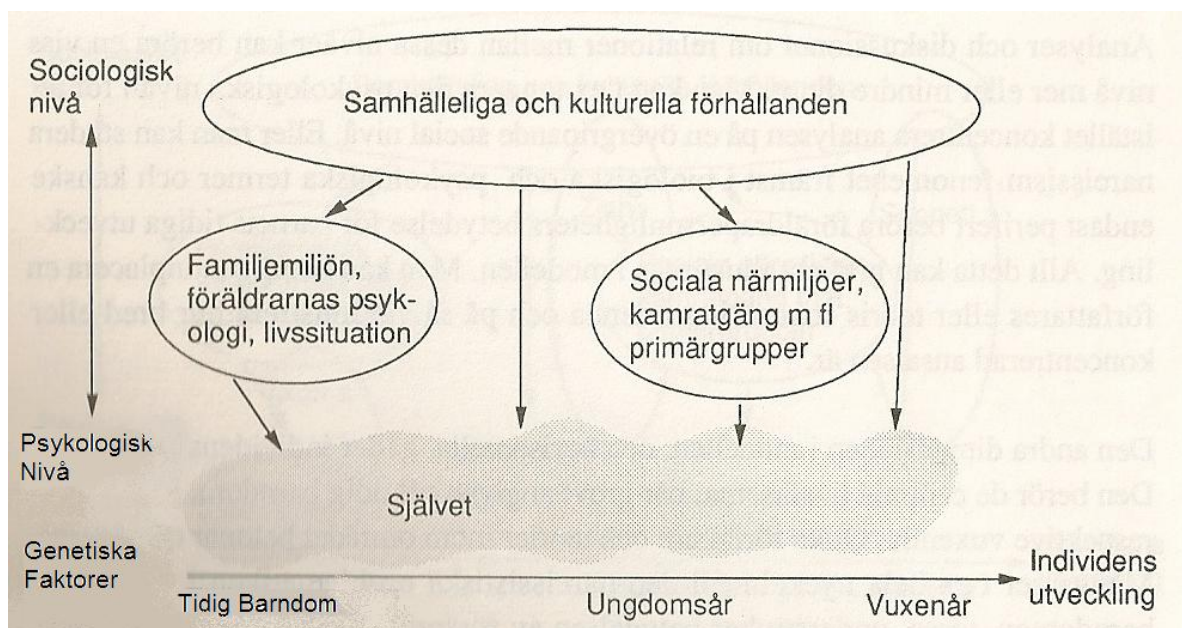 Sociologisk
nivå
Samhälleliga och kulturella förhållanden
Familjemiljön,
föräldrarnas psyk-
ologi, livssituation
Sociala närmiljöer,
kamratgäng m fl
primärgrupper
Psykologisk
Nivå
Självet
Genetiska
Faktorer
Individens
utveckling
Tidig Barndom
Ungdomsår
Vuxenår